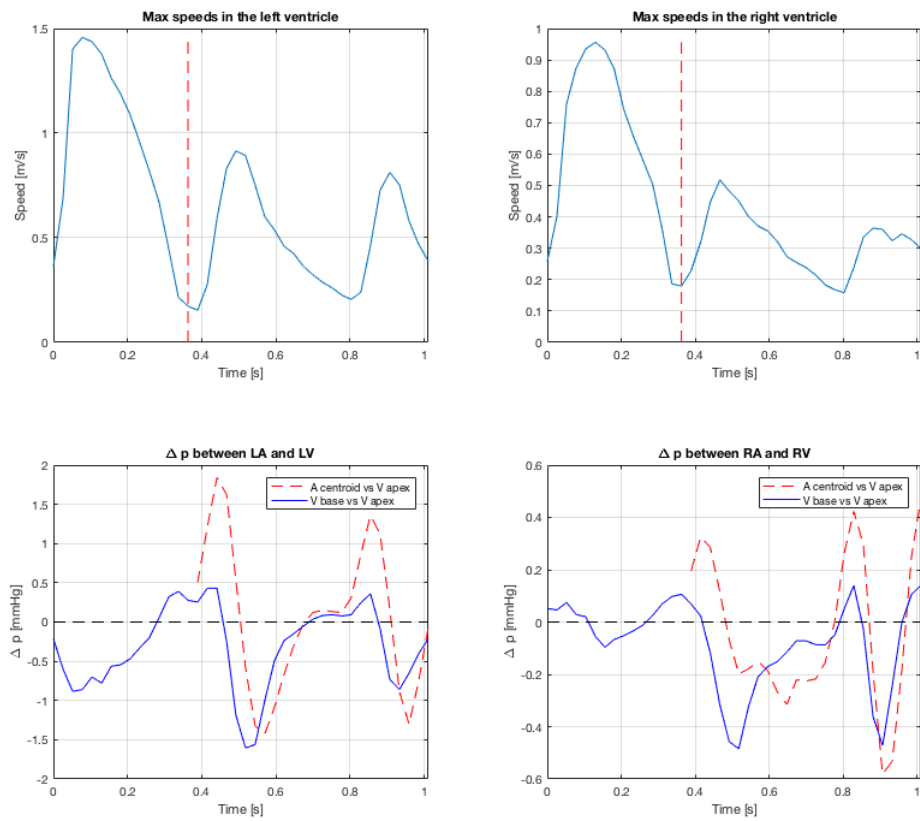 Max speeds in the left ventricle
Speed [m/s]
1.5
1
0.5
0
0 0.2 0.4 0.6 0.8 1
Time [s]
Max speeds in the right ventricle
Speed [m/s]
1
0.9
0.8
0.7
0.6
0.5
0.4
0.3
0.2
0.1
0
0 0.2 0.4 0.6 0.8 1
Time [s]
Δ p between LA and LV
Δ p [mmHg]
2
1.5
1
0.5
0
-0.5
-1
-1.5
-2
A centroid vs V apex
V base vs V apex
0 0.2 0.4 0.6 0.8 1
Time [s]
Δ p between RA and RV
Δ p [mmHg]
0.6
0.4
0.2
0
-0.2
-0.4
-0.6
A centroid vs V apex
V base vs V apex
0 0.2 0.4 0.6 0.8 1
Time [s]